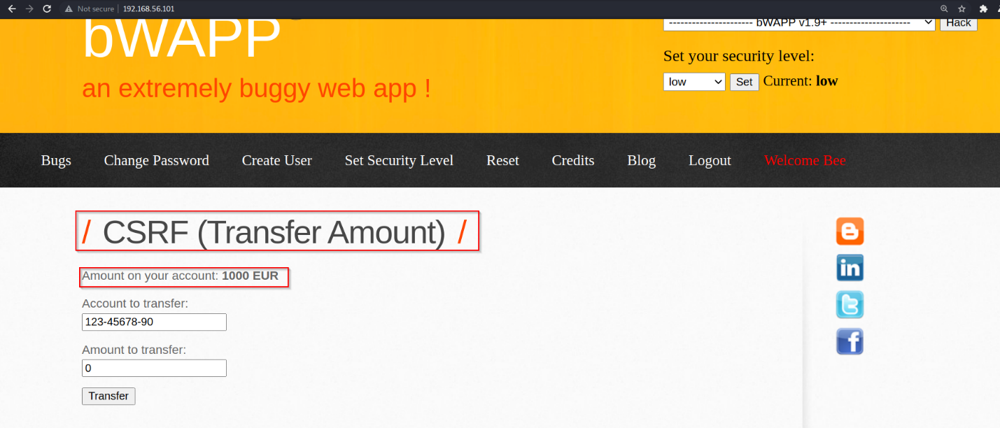 Not secure | 192.168.56.101
bWAPP
an extremely buggy web app !
---------------------- bWAPP v1.9+ ---------------------
Hack
Set your security level:
low
Set
Current: low
Bugs
Change Password
Create User
Set Security Level
Reset
Credits
Blog
Logout
Welcome Bee
/ CSRF (Transfer Amount) /
Amount on your account: 1000 EUR
Account to transfer:
123-45678-90
Amount to transfer:
0
Transfer